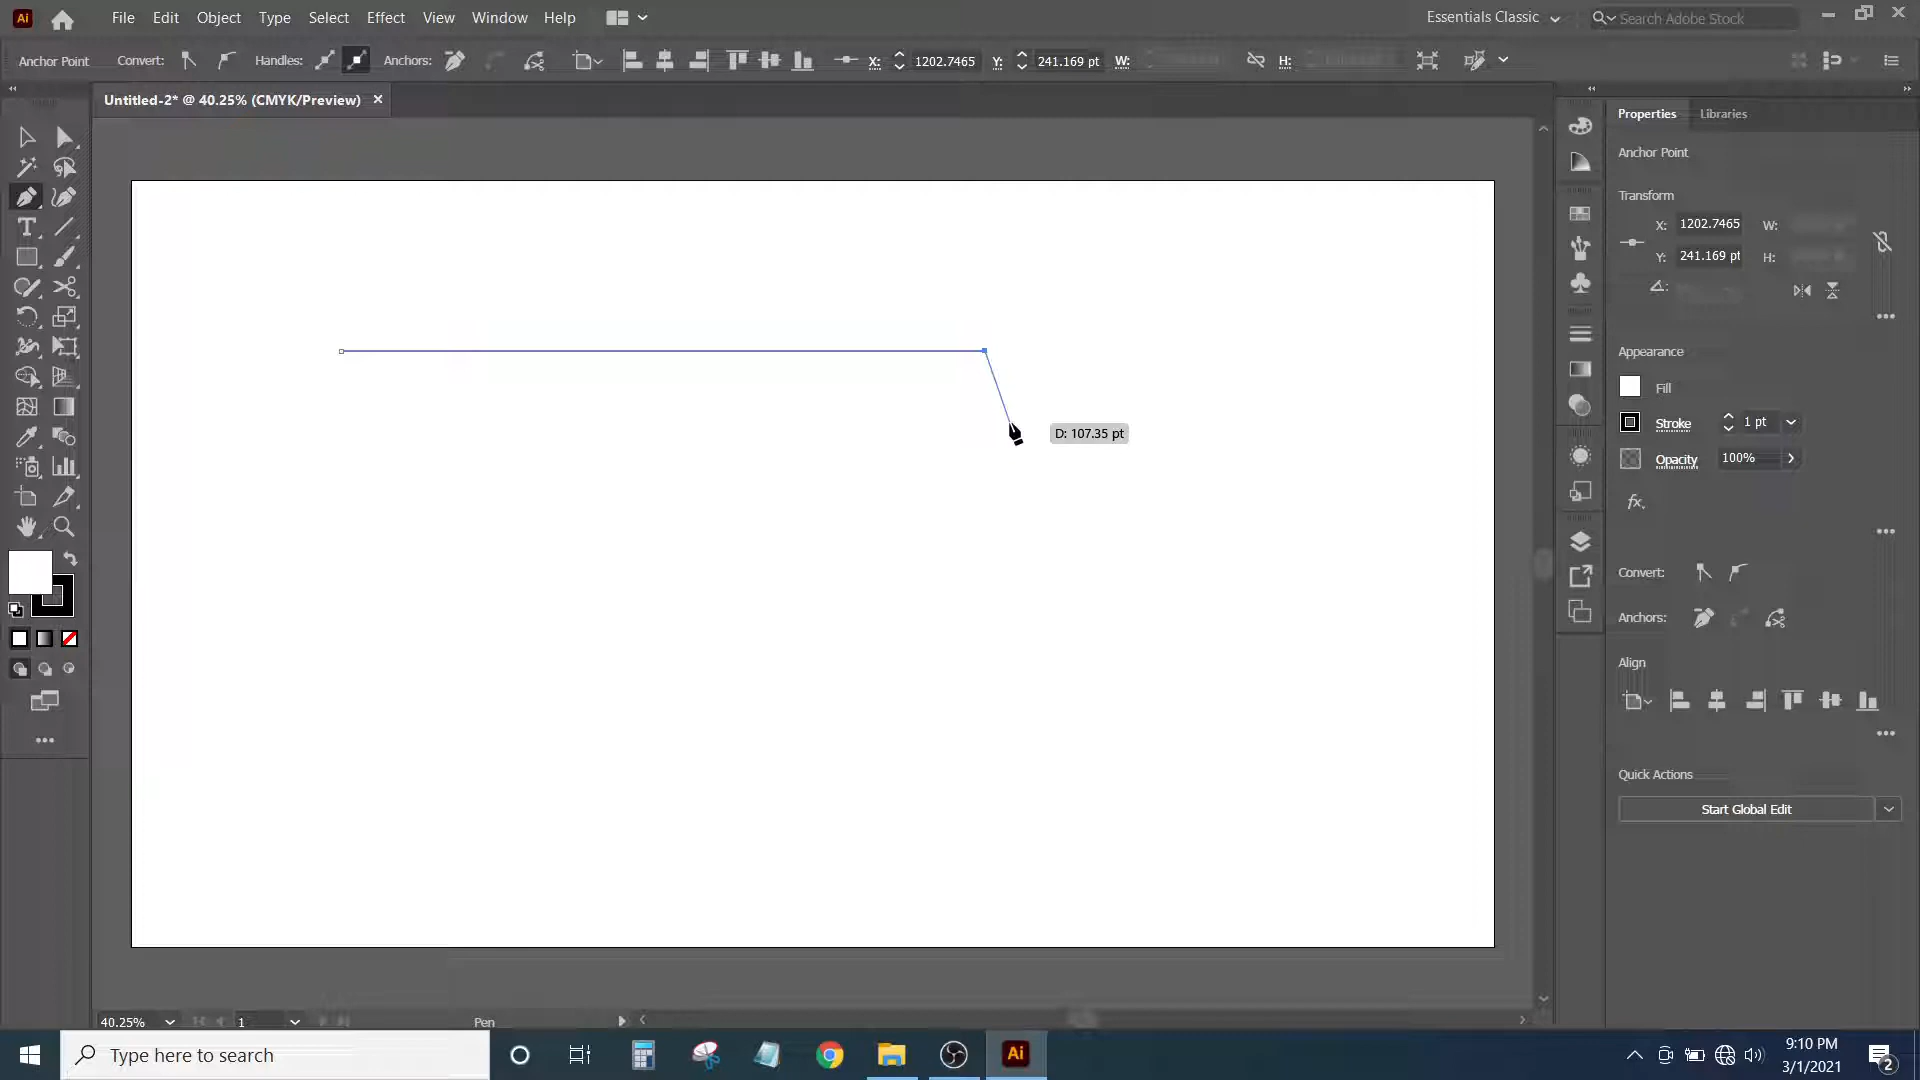 Ai File Edit Object Type Select Effect View Window Help Essentials Classic Search Adobe Stock
Anchor Point Convert: Handles: Anchors: X: 1202.7465 Y: 241.169 pt W: H:
Untitled-2* @ 40.25% (CMYK/Preview)
Properties Libraries
Anchor Point
Transform
X: 1202.7465 W:
Y: 241.169 pt H:
Appearance
Fill
Stroke 1 pt
Opacity 100%
fx
D: 107.35 pt
Convert:
Anchors:
Align
Quick Actions
Start Global Edit
40.25% 1 Pen
Type here to search
Ai
9:10 PM
3/1/2021
2